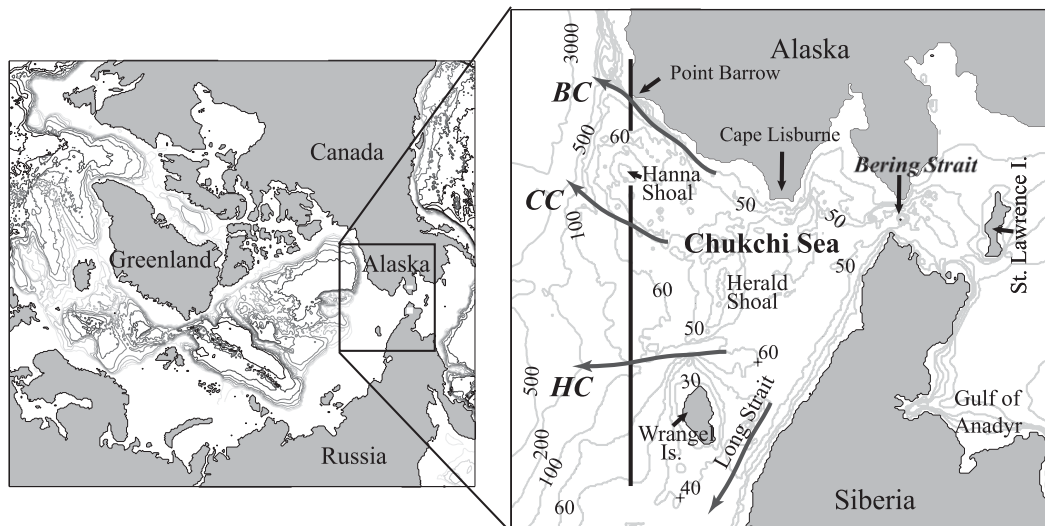 Canada
Greenland
Alaska
Russia
Alaska
3000
Point Barrow
BC
500
60
Cape Lisburne
Bering Strait
Hanna
Shoal
CC
50
50
100
Chukchi Sea
50
St. Lawrence I.
Herald
Shoal
60
50
60
HC
500
30
Long Strait
Gulf of
Anadyr
Wrangel
Is.
200
100
40
60
Siberia